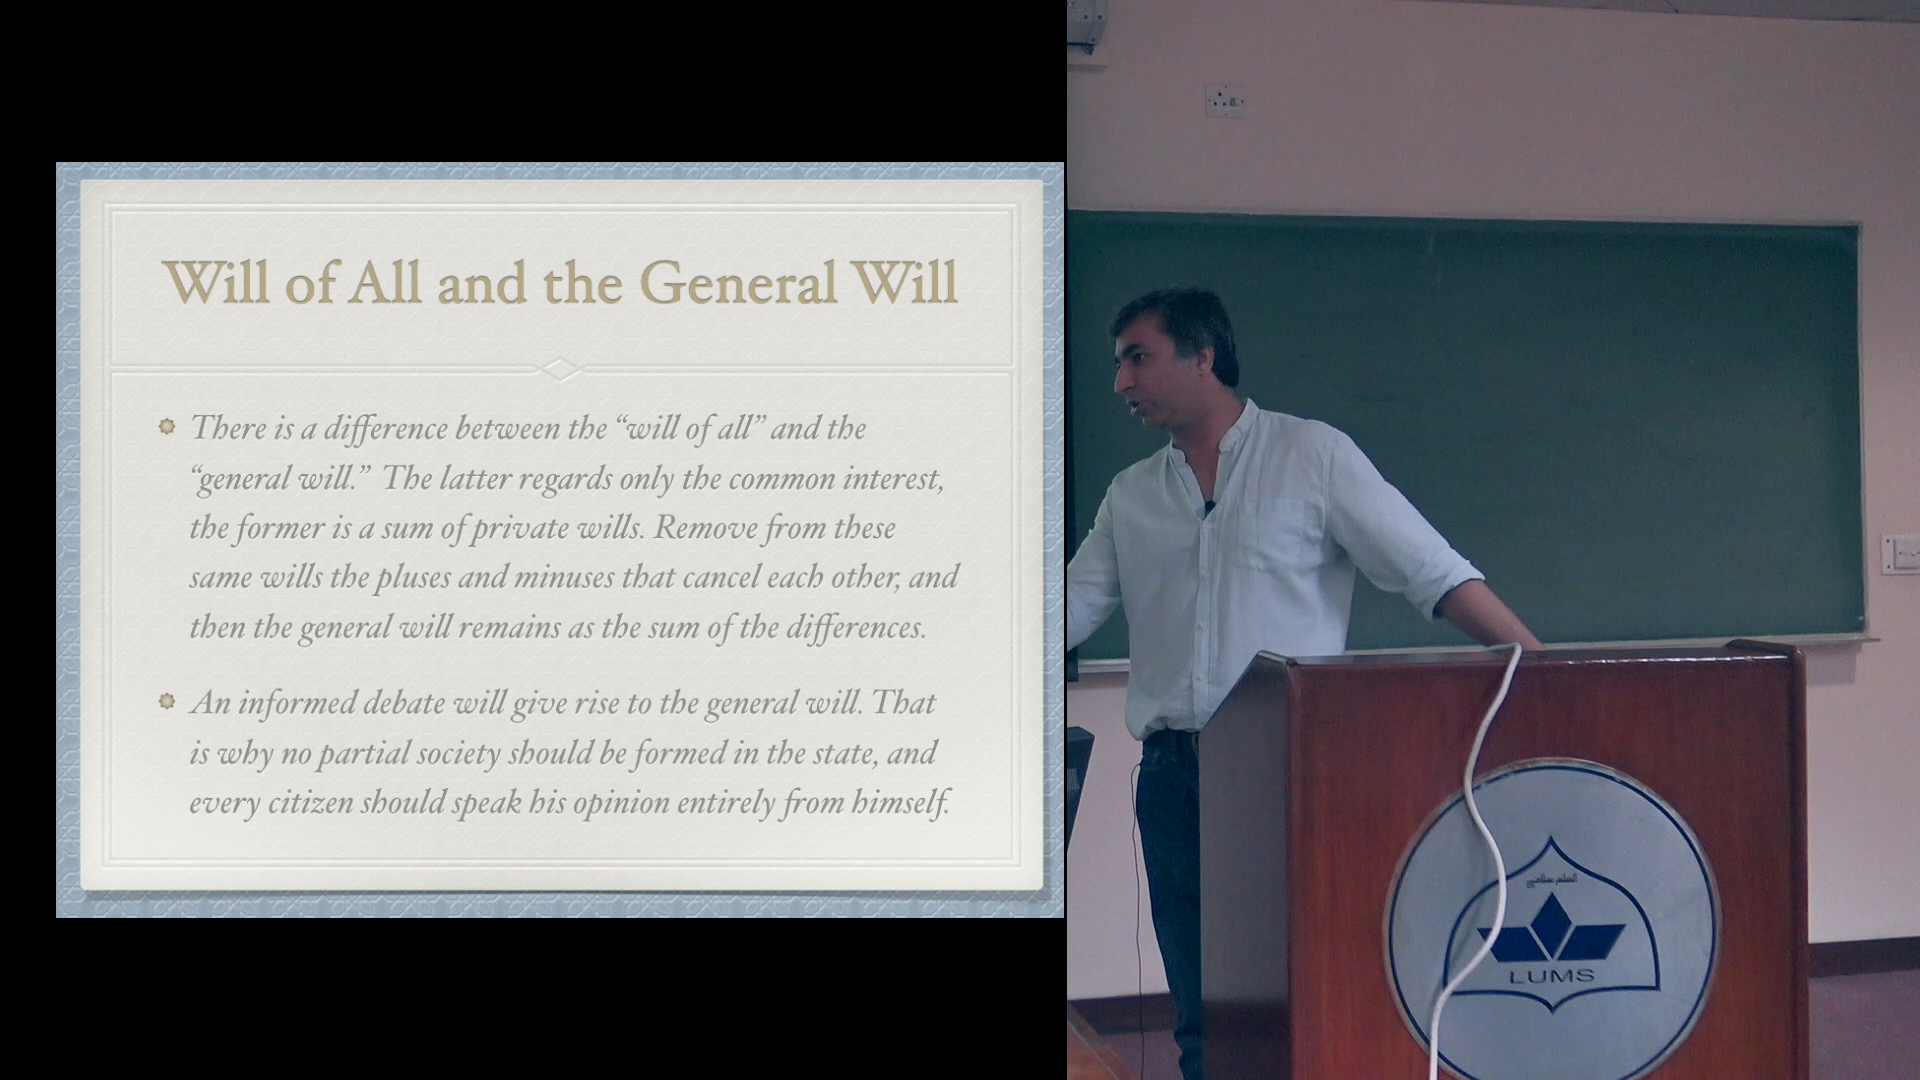 Will of All and the General Will
There is a difference between the “will of all” and the
“general will.” The latter regards only the common interest,
the former is a sum of private wills. Remove from these
same wills the pluses and minuses that cancel each other, and
then the general will remains as the sum of the differences.
An informed debate will give rise to the general will. That
is why no partial society should be formed in the state, and
every citizen should speak his opinion entirely from himself.
LUMS